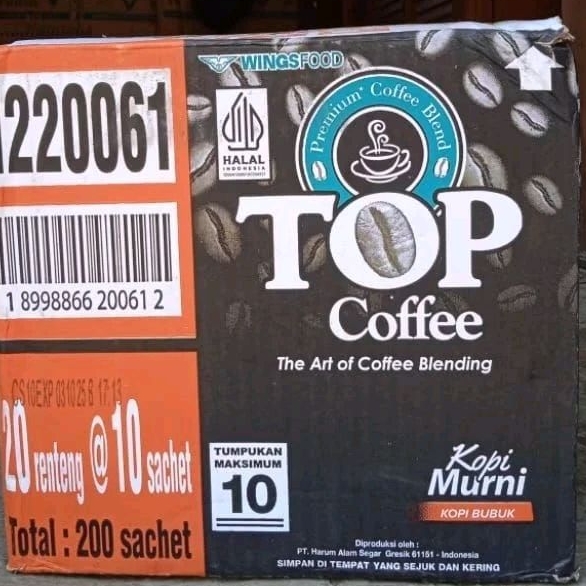 WINGSFOOD
220061
HALAL
INDONESIA
Premium* Coffee Blend
TOP
Coffee
The Art of Coffee Blending
1 8998866 20061 2
20 renteng @ 10 sachet
Total : 200 sachet
TUMPUKAN
MAKSIMUM
10
Kopi
Murni
KOPI BUBUK
Diproduksi oleh :
PT. Harum Alam Segar Gresik 61151 - Indonesia
SIMPAN DI TEMPAT YANG SEJUK DAN KERING